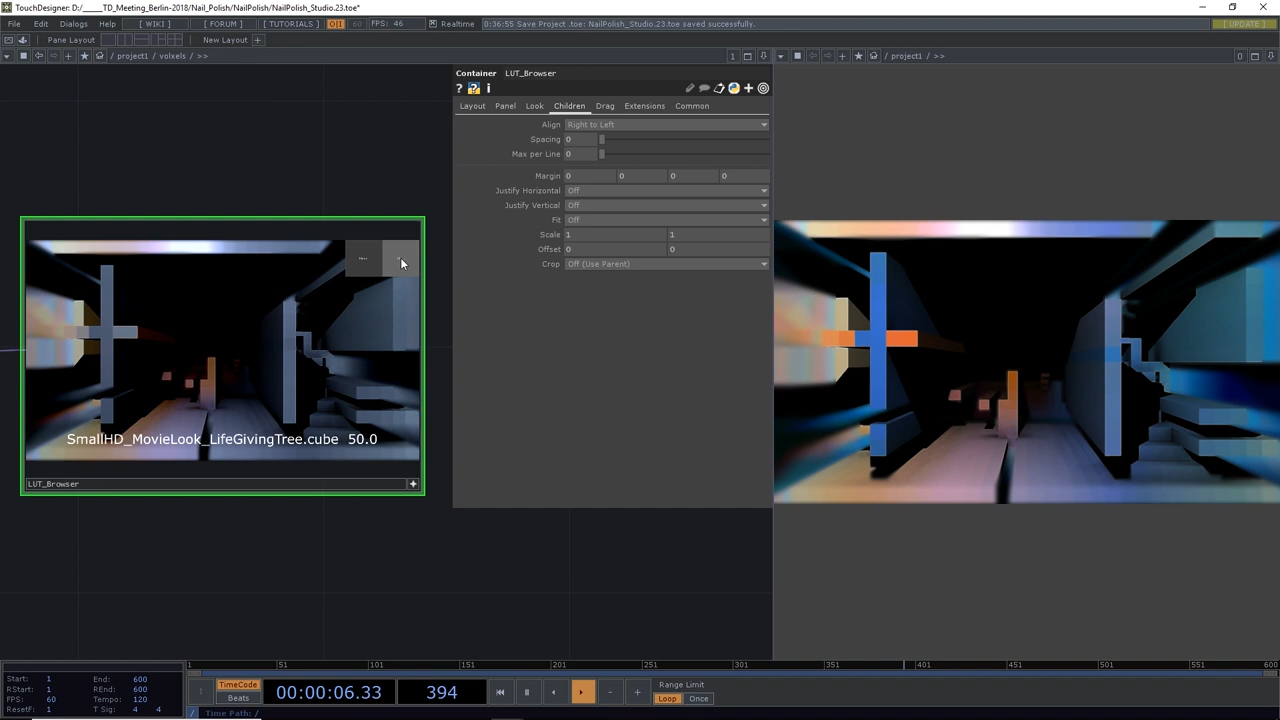 TouchDesigner: D:/_____TD_Meeting_Berlin-2018/Nail_Polish/NailPolish_Studio.23.toe*
File Edit Dialogs Help [ WIKI ] [ FORUM ] [ TUTORIALS ] O|I 60 FPS: 46 Realtime 0:36:55 Save Project .toe: NailPolish_Studio.23.toe saved successfully. [ UPDATE ]
Pane Layout New Layout +
/ project1 / volxels / >> 1
/ project1 / >> 0
Container LUT_Browser
? ? i
Layout Panel Look Children Drag Extensions Common
Align Right to Left
Spacing 0
Max per Line 0
Margin 0 0 0 0
Justify Horizontal Off
Justify Vertical Off
Fit Off
Scale 1 1
Offset 0 0
Crop Off (Use Parent)
SmallHD_MovieLook_LifeGivingTree.cube 50.0
LUT_Browser
1 51 101 151 201 251 301 351 401 451 501 551 600
Start: 1 End: 600
RStart: 1 REnd: 600
FPS: 60 Tempo: 120
ResetF: 1 T Sig: 4 4
TimeCode
Beats
00:00:06.33
394
- +
Range Limit
Loop Once
/ Time Path: /